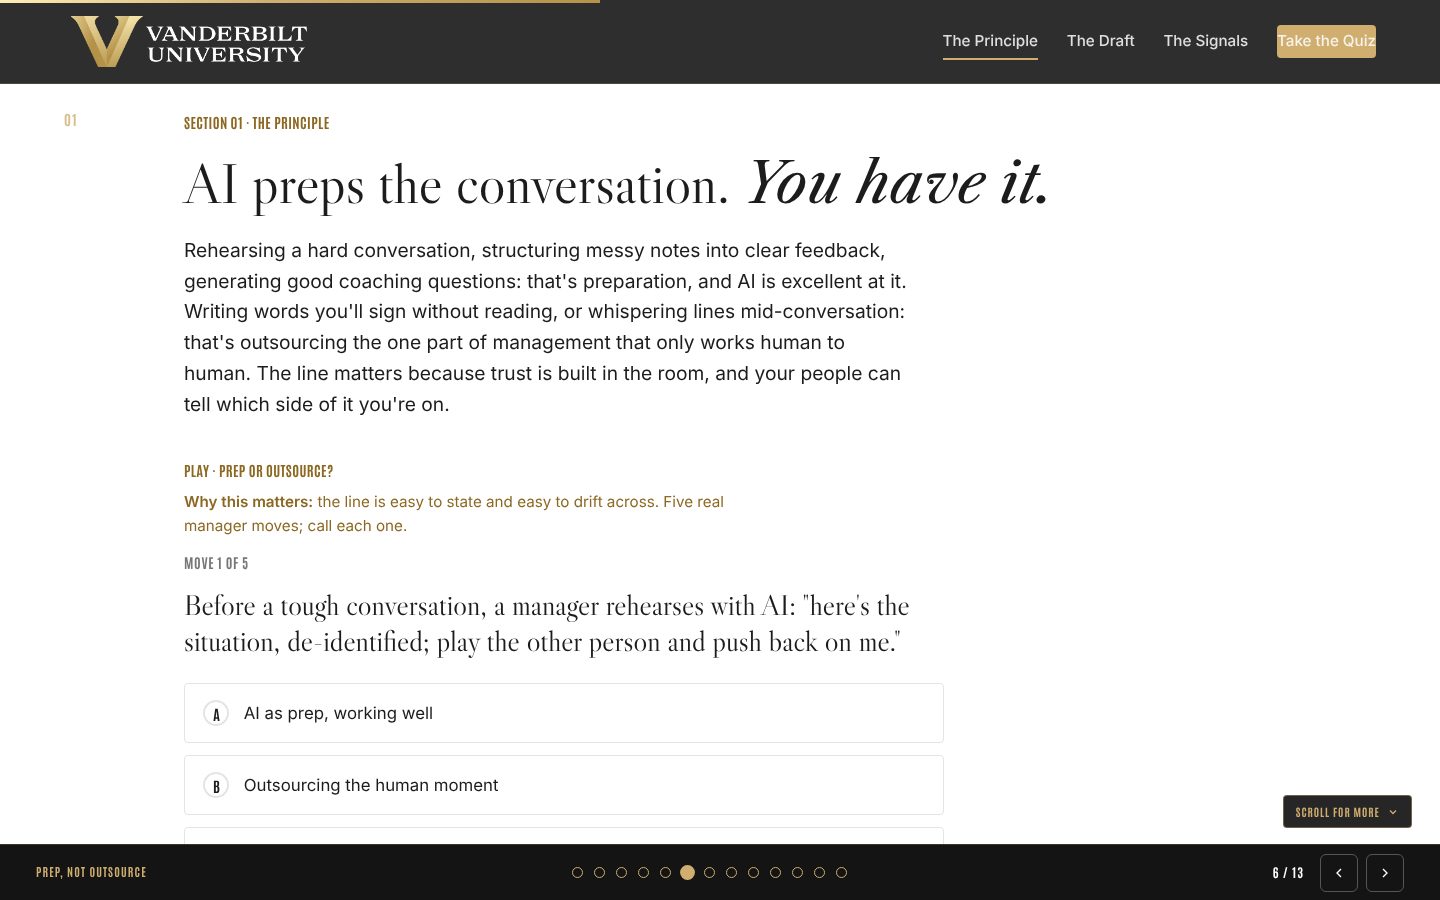 VANDERBILT
UNIVERSITY
The Principle
The Draft
The Signals
Take the Quiz
01
SECTION 01 · THE PRINCIPLE
AI preps the conversation. You have it.
Rehearsing a hard conversation, structuring messy notes into clear feedback,
generating good coaching questions: that's preparation, and AI is excellent at it.
Writing words you'll sign without reading, or whispering lines mid-conversation:
that's outsourcing the one part of management that only works human to
human. The line matters because trust is built in the room, and your people can
tell which side of it you're on.
PLAY · PREP OR OUTSOURCE?
Why this matters: the line is easy to state and easy to drift across. Five real
manager moves; call each one.
MOVE 1 OF 5
Before a tough conversation, a manager rehearses with AI: "here's the
situation, de-identified; play the other person and push back on me."
A AI as prep, working well
B Outsourcing the human moment
SCROLL FOR MORE
PREP, NOT OUTSOURCE
6 / 13